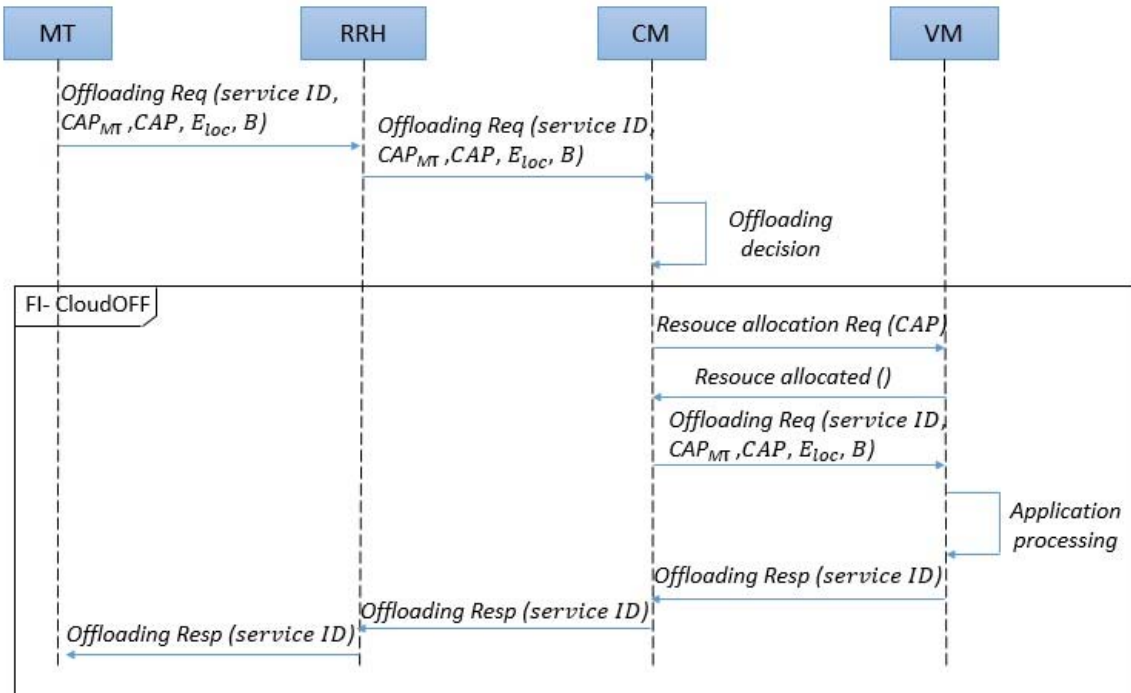 MT
RRH
CM
VM
Offloading Req (service ID,
CAP_MT ,CAP, E_loc, B)
Offloading Req (service ID,
CAP_MT ,CAP, E_loc, B)
Offloading
decision
FI- CloudOFF
Resouce allocation Req (CAP)
Resouce allocated ()
Offloading Req (service ID,
CAP_MT ,CAP, E_loc, B)
Application
processing
Offloading Resp (service ID)
Offloading Resp (service ID)
Offloading Resp (service ID)